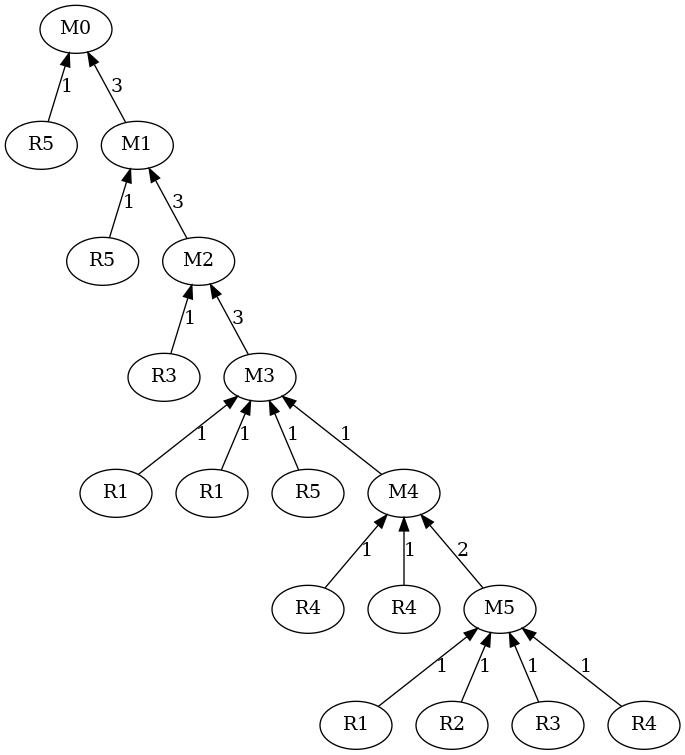 M0
1 3
R5 M1
1 3
R5 M2
1 3
R3 M3
1 1 1 1
R1 R1 R5 M4
1 1 2
R4 R4 M5
1 1 1 1
R1 R2 R3 R4